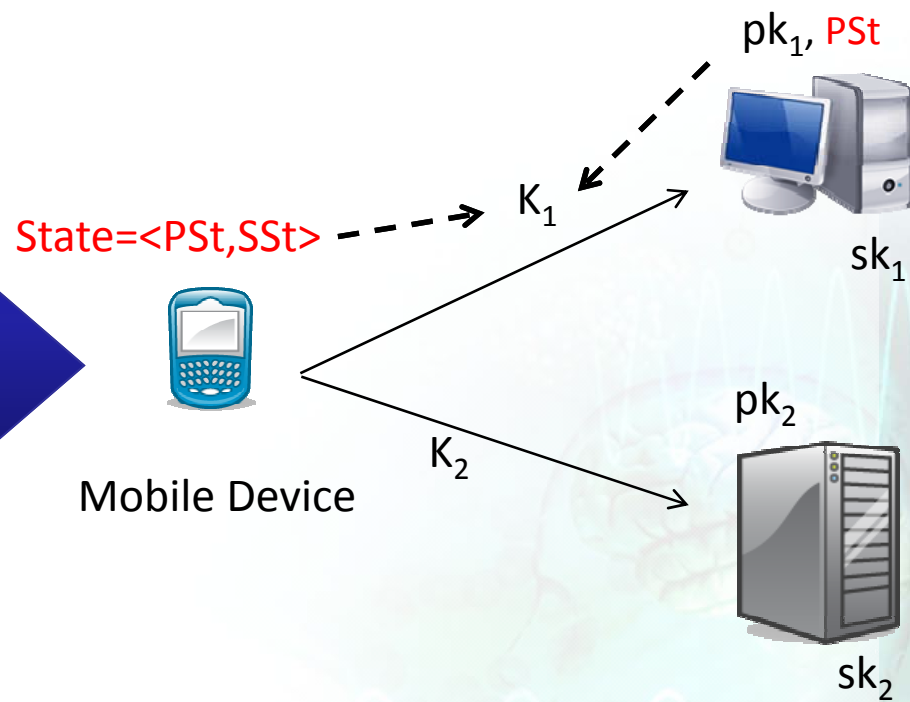 pk₁, PSt
K₁
State=<PSt,SSt>
sk₁
pk₂
K₂
Mobile Device
sk₂